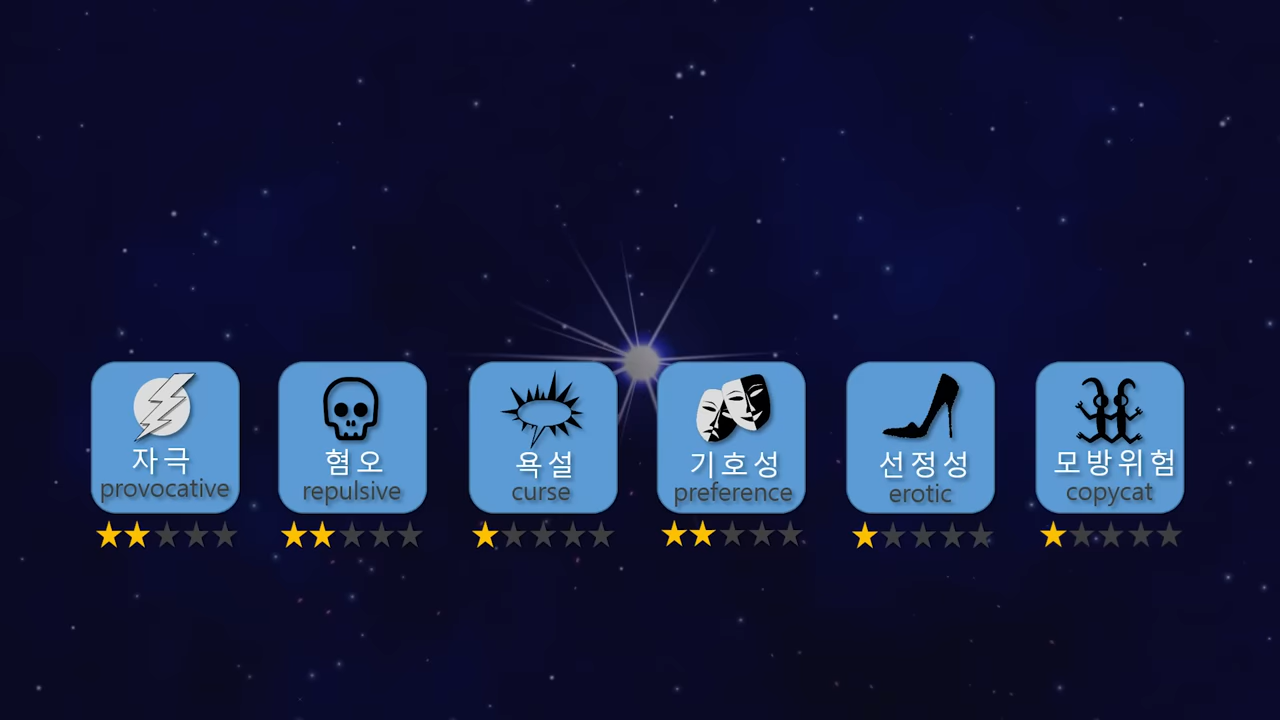 자극
provocative
혐오
repulsive
욕설
curse
기호성
preference
선정성
erotic
모방위험
copycat